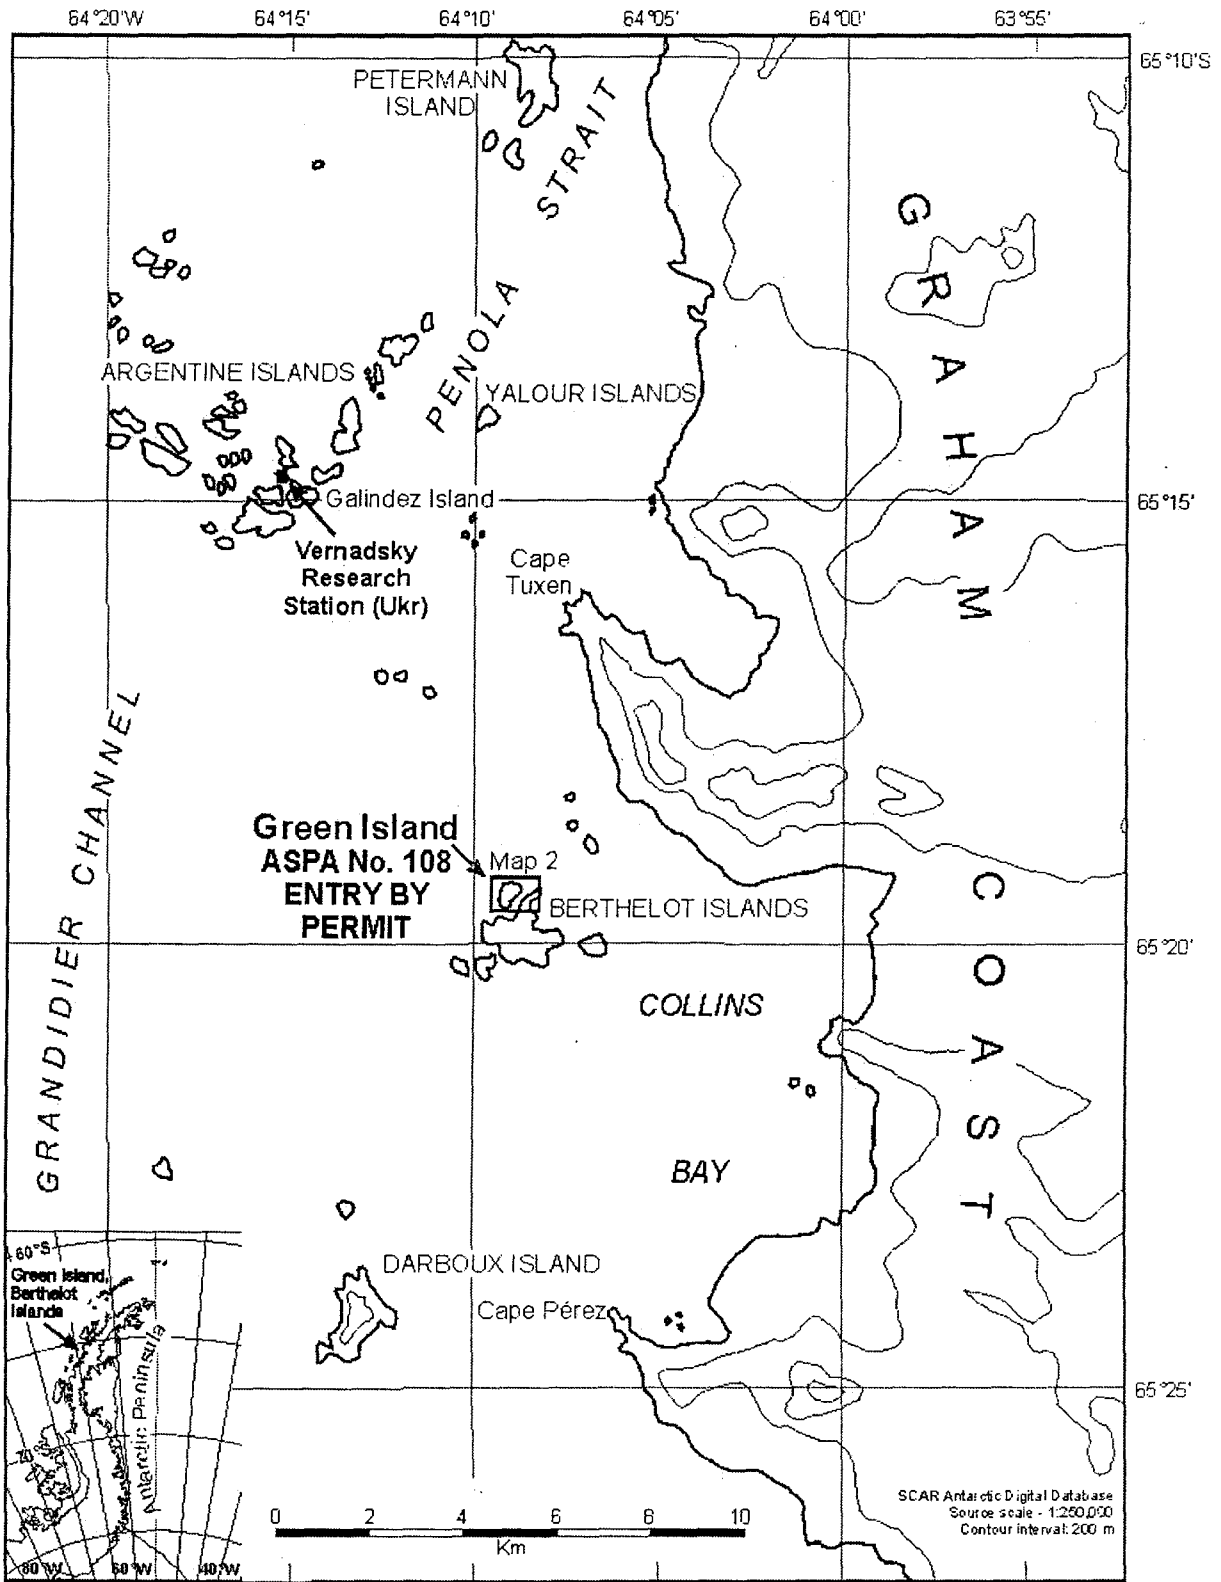 64°20'W 64°15' 64°10' 64°05' 64°00' 63°55'
65°10'S
PETERMANN
ISLAND
PENOLA STRAIT
GRAHAM COAST
ARGENTINE ISLANDS
YALOUR ISLANDS
Galindez Island
65°15'
Vernadsky
Research
Station (Ukr)
Cape
Tuxen
GRANDIDIER CHANNEL
Green Island
ASPA No. 108
ENTRY BY
PERMIT
Map 2
BERTHELOT ISLANDS
65°20'
COLLINS
BAY
DARBOUX ISLAND
Cape Pérez
65°25'
60°S
Green Island,
Berthelot
Islands
Antarctic Peninsula
70
80°W 60°W 40°W
0 2 4 6 8 10
Km
SCAR Antarctic Digital Database
Source scale - 1:250,000
Contour interval: 200 m